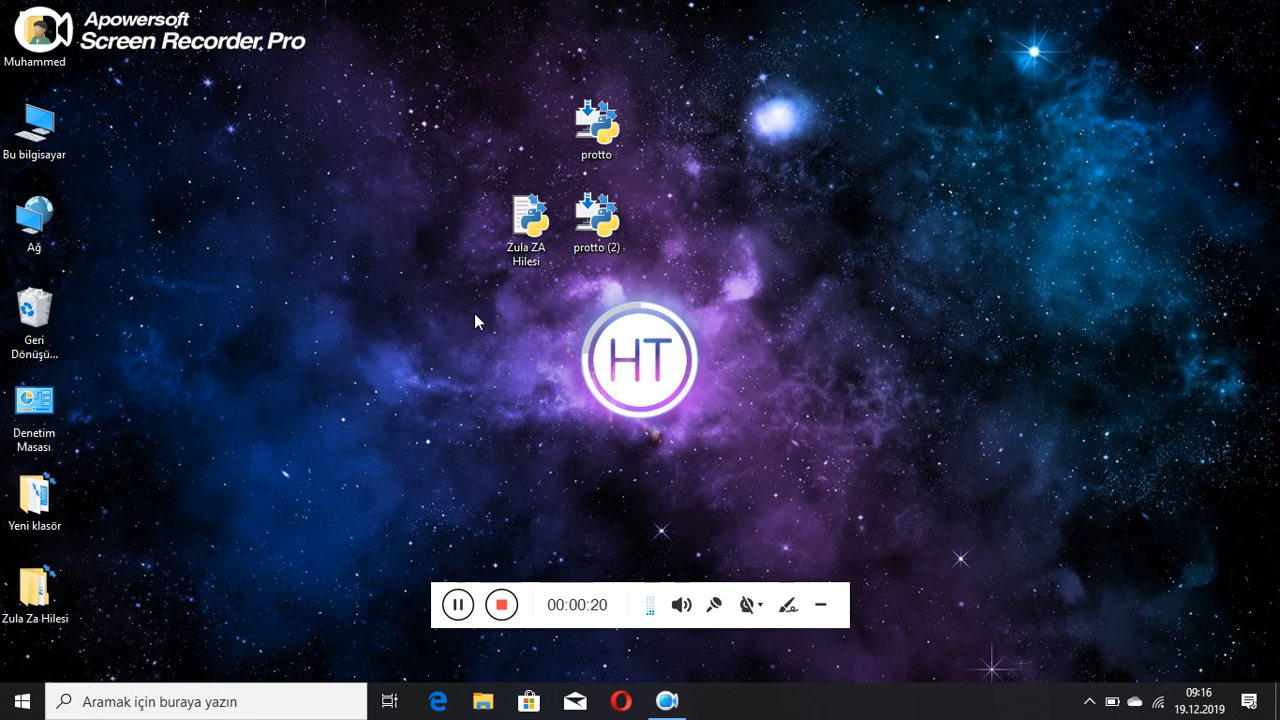 Apowersoft
Screen Recorder Pro
Muhammed
Bu bilgisayar
Ağ
Geri
Dönüşü...
Denetim
Masası
Yeni klasör
Zula Za Hilesi
protto
Zula ZA
Hilesi
protto (2)
HT
00:00:20
Aramak için buraya yazın
09:16
19.12.2019